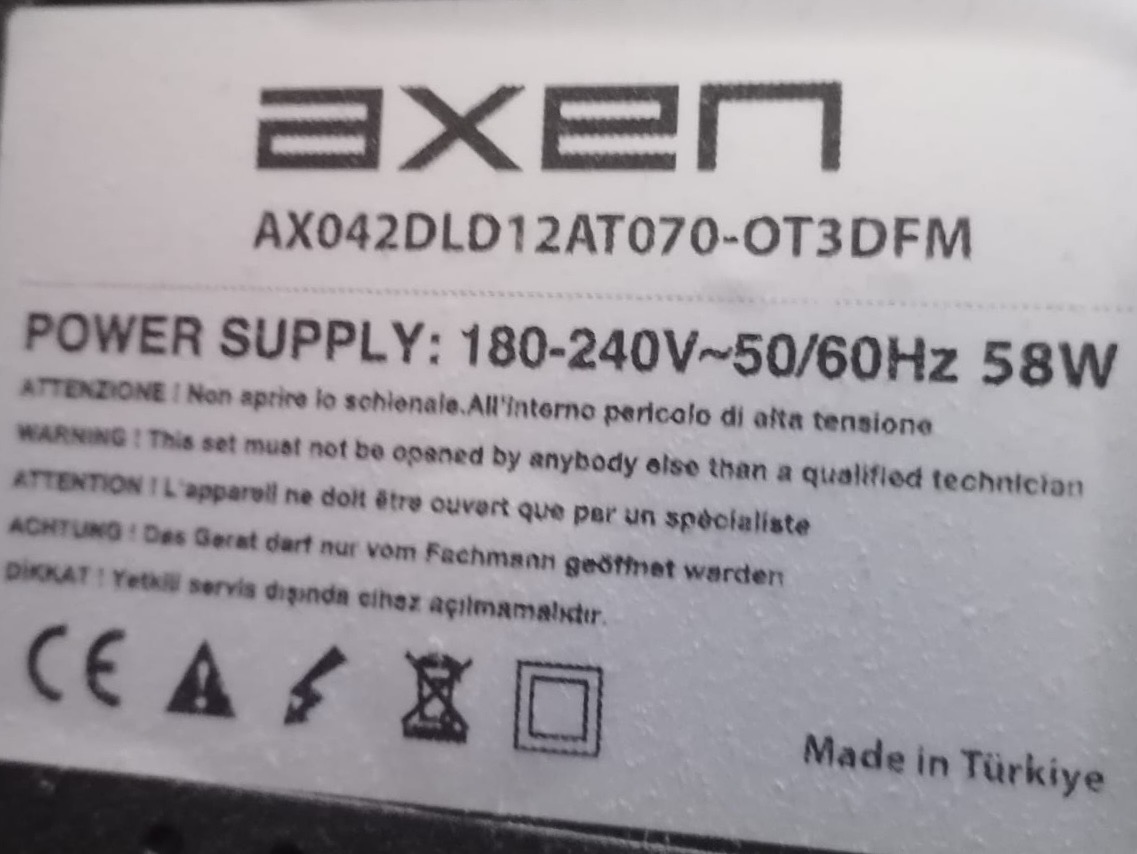 axen
AX042DLD12AT070-OT3DFM
POWER SUPPLY: 180-240V~50/60Hz 58W
ATTENZIONE ! Non aprire lo schienale.All'interno pericolo di alta tensione
WARNING ! This set must not be opened by anybody else than a qualified technician
ATTENTION ! L'appareil ne doit être ouvert que par un spècialiste
ACHTUNG ! Das Gerat darf nur vom Fachmann geöffnet warden
DİKKAT ! Yetkili servis dışında cihaz açılmamalıdır.
CE
Made in Türkiye